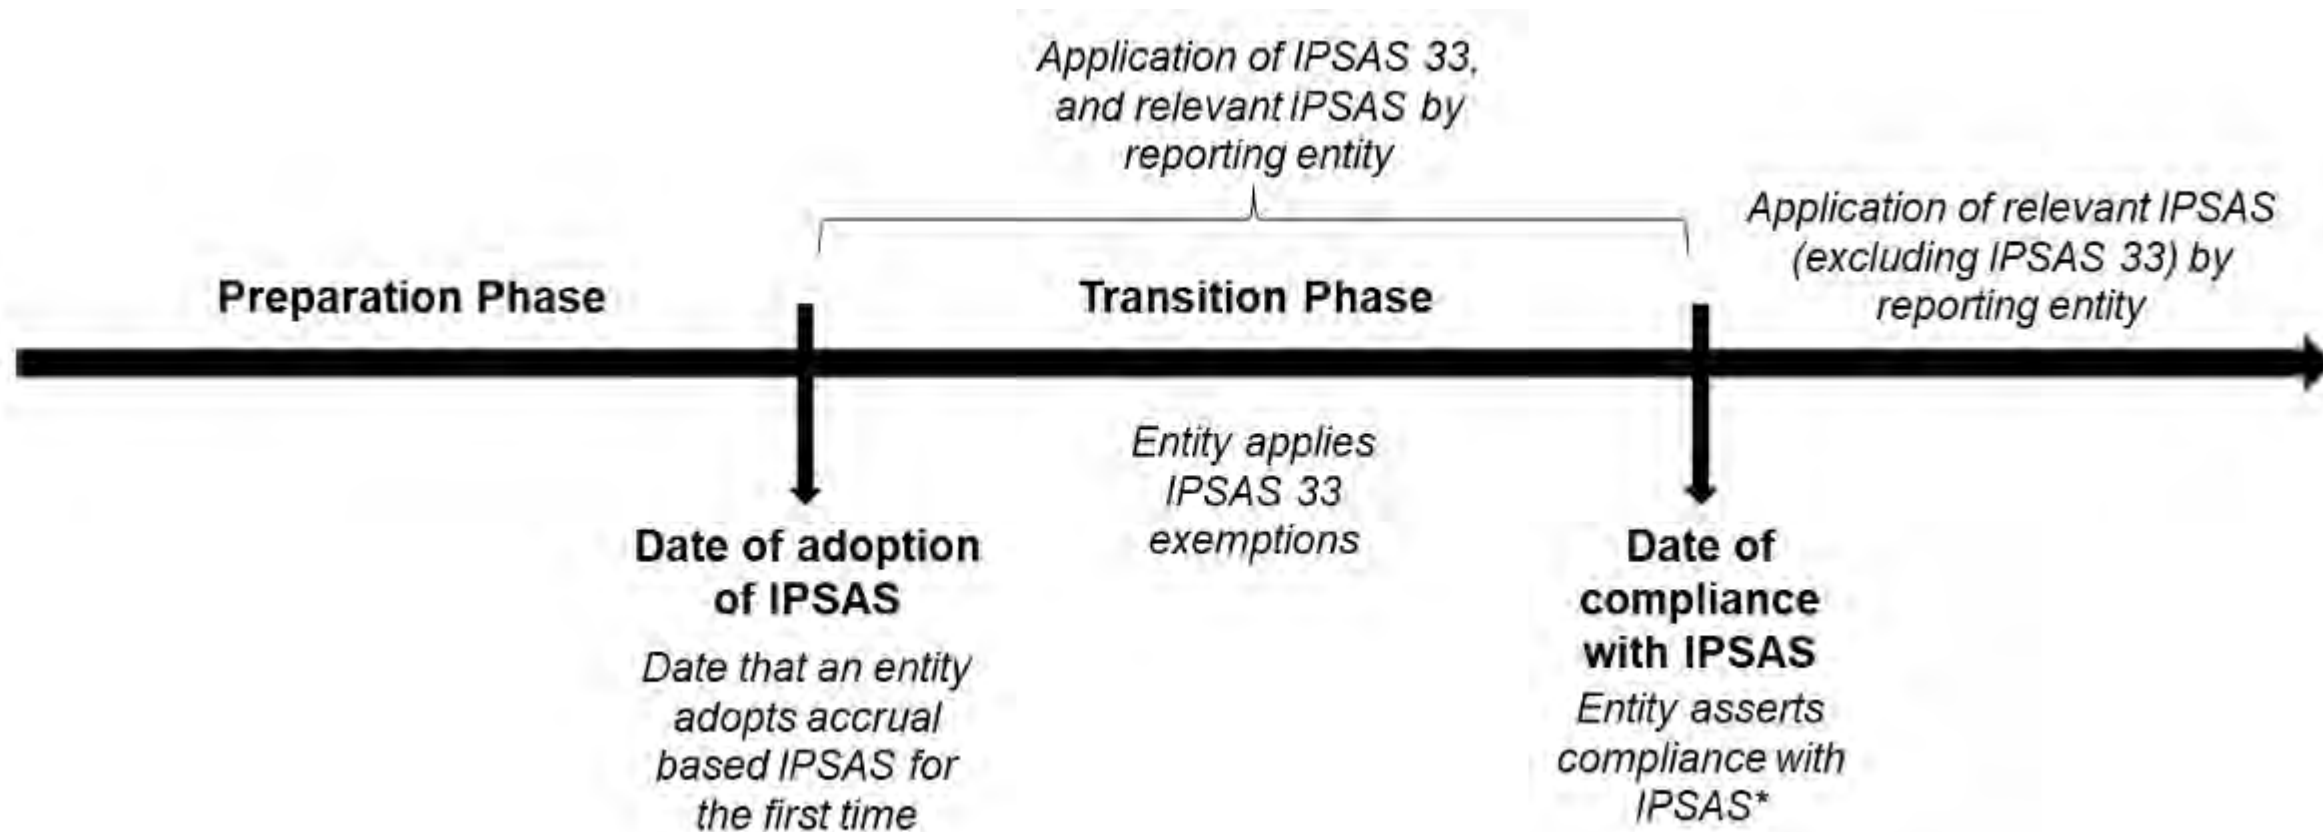 Application of IPSAS 33,
and relevant IPSAS by
reporting entity
Application of relevant IPSAS
(excluding IPSAS 33) by
reporting entity
Preparation Phase
Transition Phase
Entity applies
IPSAS 33
exemptions
Date of adoption
of IPSAS
Date that an entity
adopts accrual
based IPSAS for
the first time
Date of
compliance
with IPSAS
Entity asserts
compliance with
IPSAS*